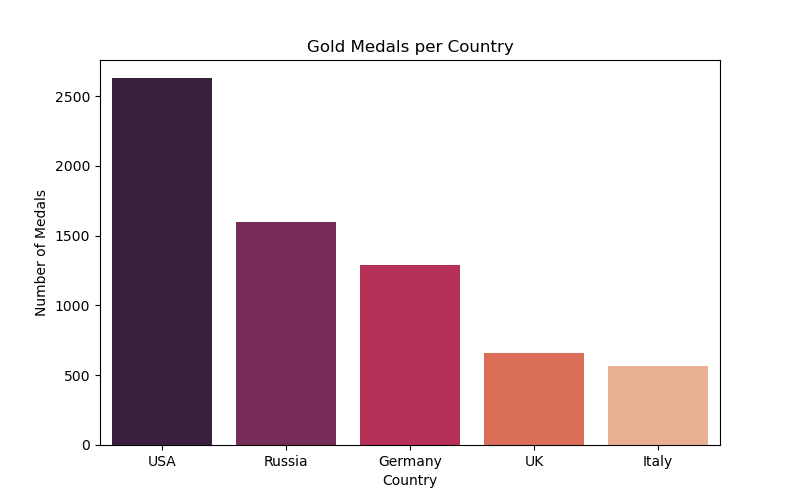 Gold Medals per Country
Number of Medals
2500
2000
1500
1000
500
0
USA Russia Germany UK Italy
Country